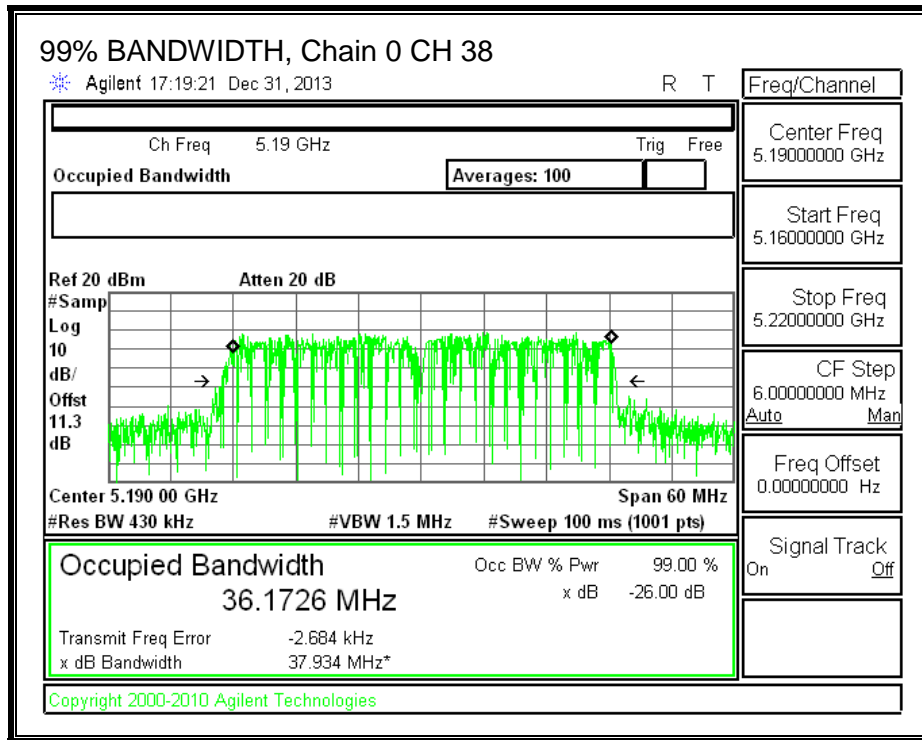 99% BANDWIDTH, Chain 0 CH 38
Agilent 17:19:21 Dec 31, 2013 R T
Ch Freq 5.19 GHz Trig Free
Occupied Bandwidth Averages: 100
Ref 20 dBm Atten 20 dB
#Samp
Log
10
dB/
Offst
11.3
dB
Center 5.190 00 GHz Span 60 MHz
#Res BW 430 kHz #VBW 1.5 MHz #Sweep 100 ms (1001 pts)
Occupied Bandwidth Occ BW % Pwr 99.00 %
36.1726 MHz x dB -26.00 dB
Transmit Freq Error -2.684 kHz
x dB Bandwidth 37.934 MHz*
Copyright 2000-2010 Agilent Technologies
Freq/Channel
Center Freq
5.19000000 GHz
Start Freq
5.16000000 GHz
Stop Freq
5.22000000 GHz
CF Step
6.00000000 MHz
Auto Man
Freq Offset
0.00000000 Hz
Signal Track
On Off